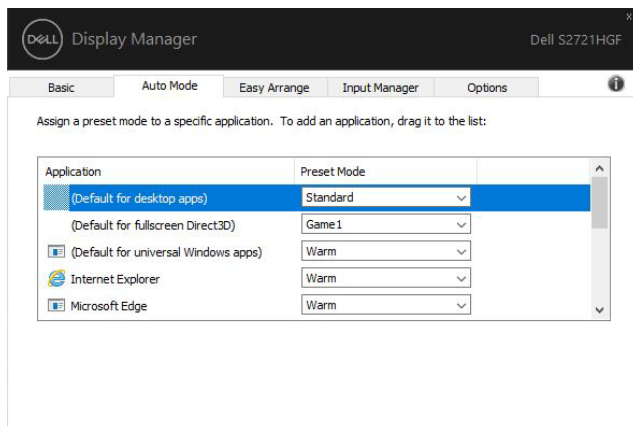 DELL Display Manager
x
Dell S2721HGF
Basic Auto Mode Easy Arrange Input Manager Options
Assign a preset mode to a specific application. To add an application, drag it to the list:
Application Preset Mode
(Default for desktop apps) Standard
(Default for fullscreen Direct3D) Game1
(Default for universal Windows apps) Warm
Internet Explorer Warm
Microsoft Edge Warm